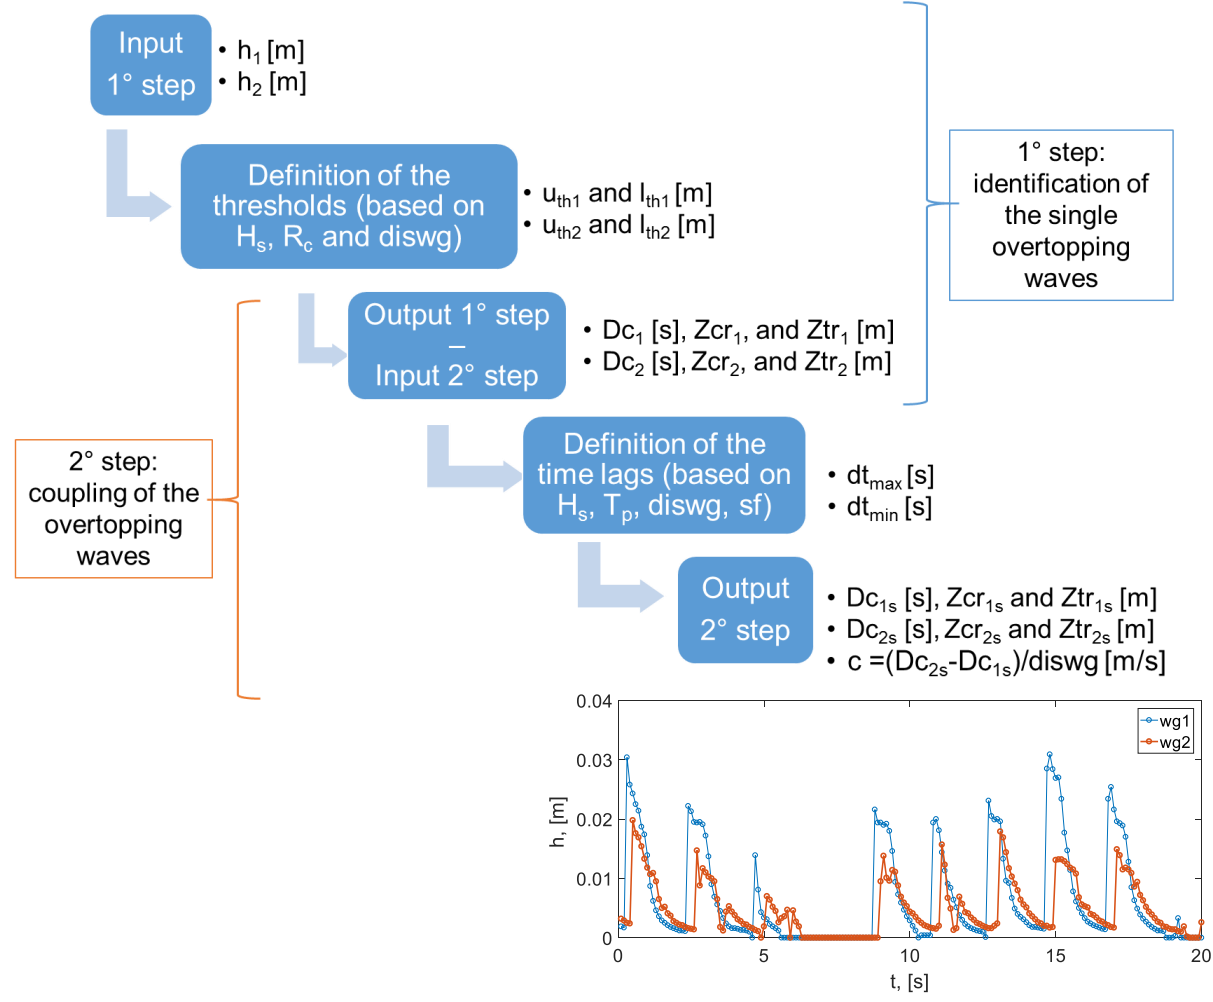 Input
1° step
• h1 [m]
• h2 [m]
Definition of the
thresholds (based on
Hs, Rc and diswg)
• uth1 and lth1 [m]
• uth2 and lth2 [m]
1° step:
identification of
the single
overtopping
waves
Output 1° step
–
Input 2° step
• Dc1 [s], Zcr1, and Ztr1 [m]
• Dc2 [s], Zcr2, and Ztr2 [m]
2° step:
coupling of the
overtopping
waves
Definition of the
time lags (based on
Hs, Tp, diswg, sf)
• dtmax [s]
• dtmin [s]
Output
2° step
• Dc1s [s], Zcr1s and Ztr1s [m]
• Dc2s [s], Zcr2s and Ztr2s [m]
• c =(Dc2s-Dc1s)/diswg [m/s]
0.04
0.03
0.02
0.01
0
h, [m]
wg1
wg2
0 5 10 15 20
t, [s]